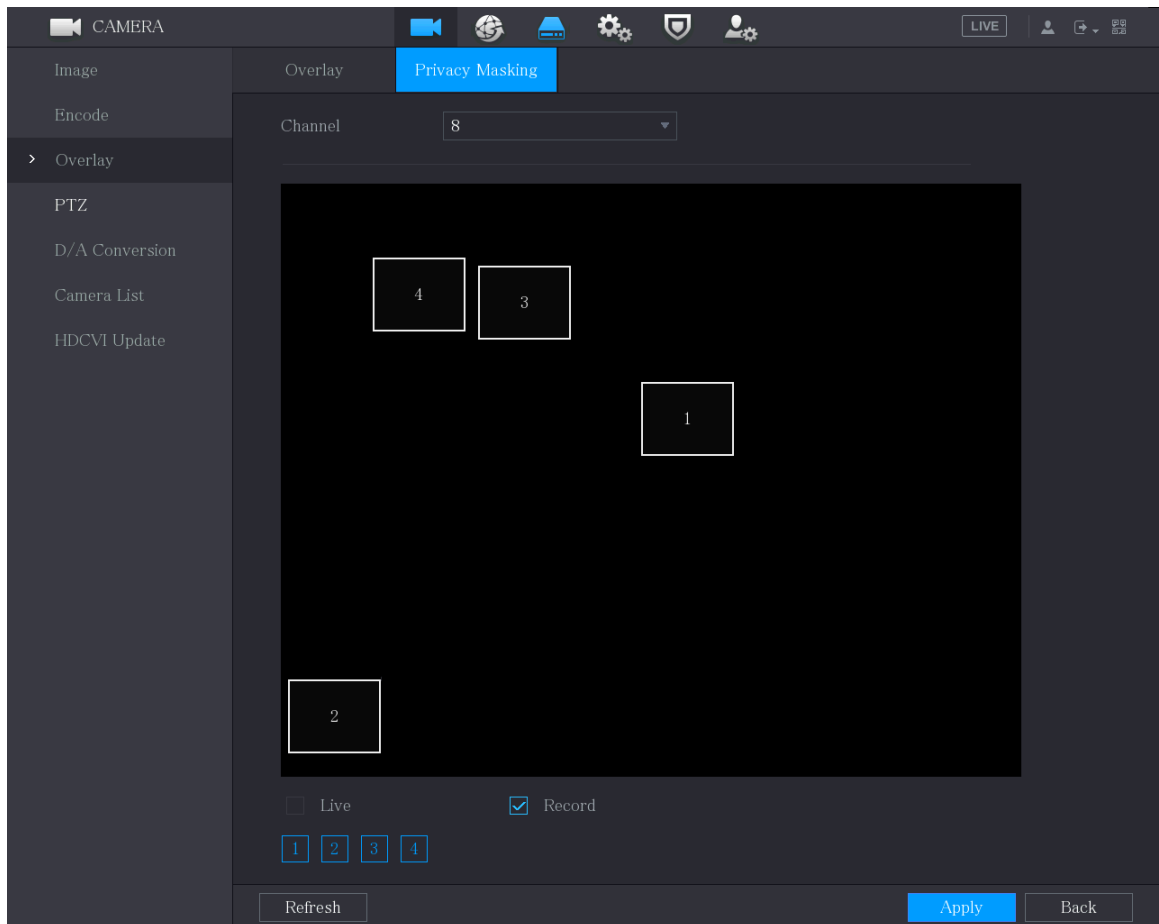 CAMERA
LIVE
Image
Encode
Overlay
PTZ
D/A Conversion
Camera List
HDCVI Update
Overlay
Privacy Masking
Channel
8
4
3
1
2
Live
Record
1 2 3 4
Refresh
Apply
Back